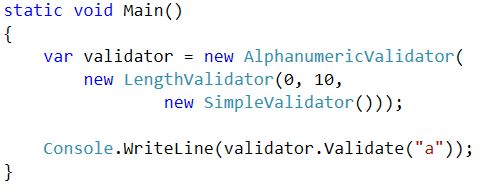 static void Main()
{
    var validator = new AlphanumericValidator(
        new LengthValidator(0, 10,
                new SimpleValidator()));

    Console.WriteLine(validator.Validate("a"));
}